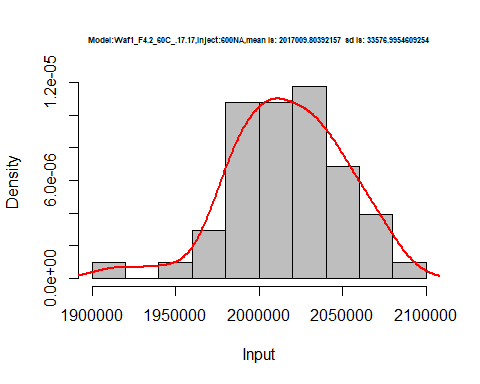 Model:Waf1_F4.2_60C_.17.17,Inject:600NA,mean is: 2017009.80392157 sd is: 33576.9954609254
1.2e-05
6.0e-06
0.0e+00
Density
1900000 1950000 2000000 2050000 2100000
Input